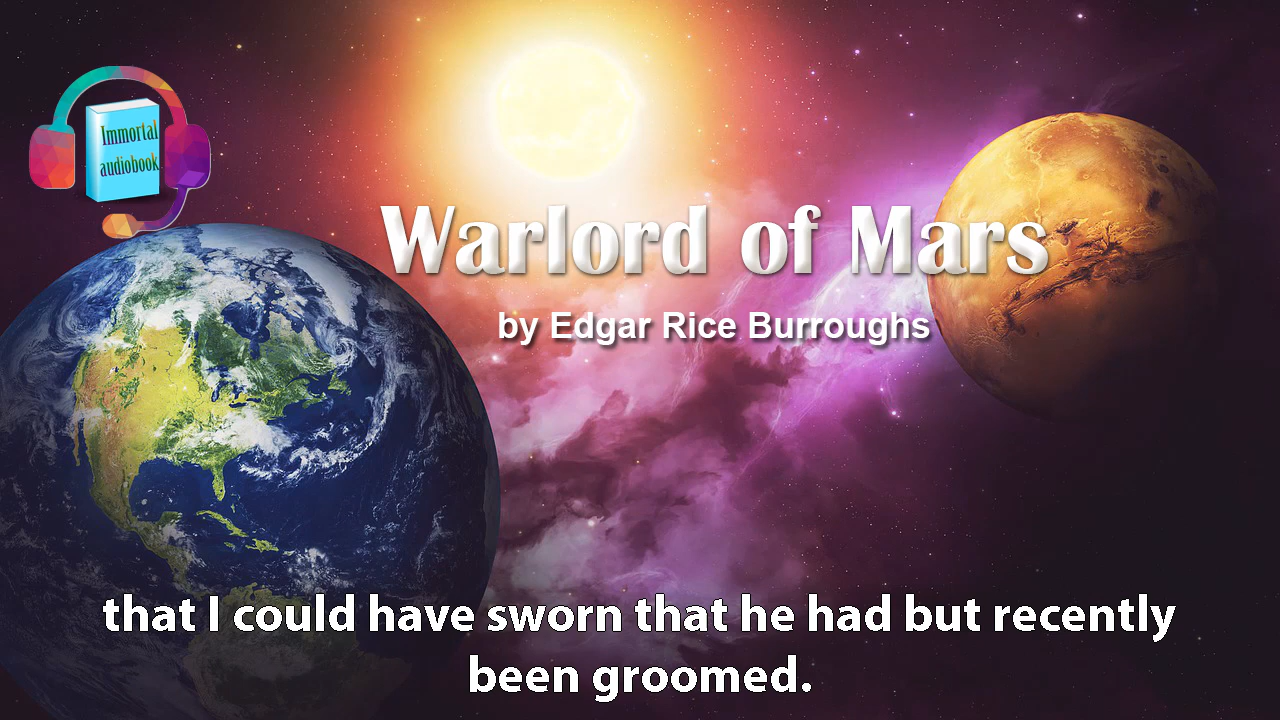 Immortal
audiobook
Warlord of Mars
by Edgar Rice Burroughs
that I could have sworn that he had but recently
been groomed.